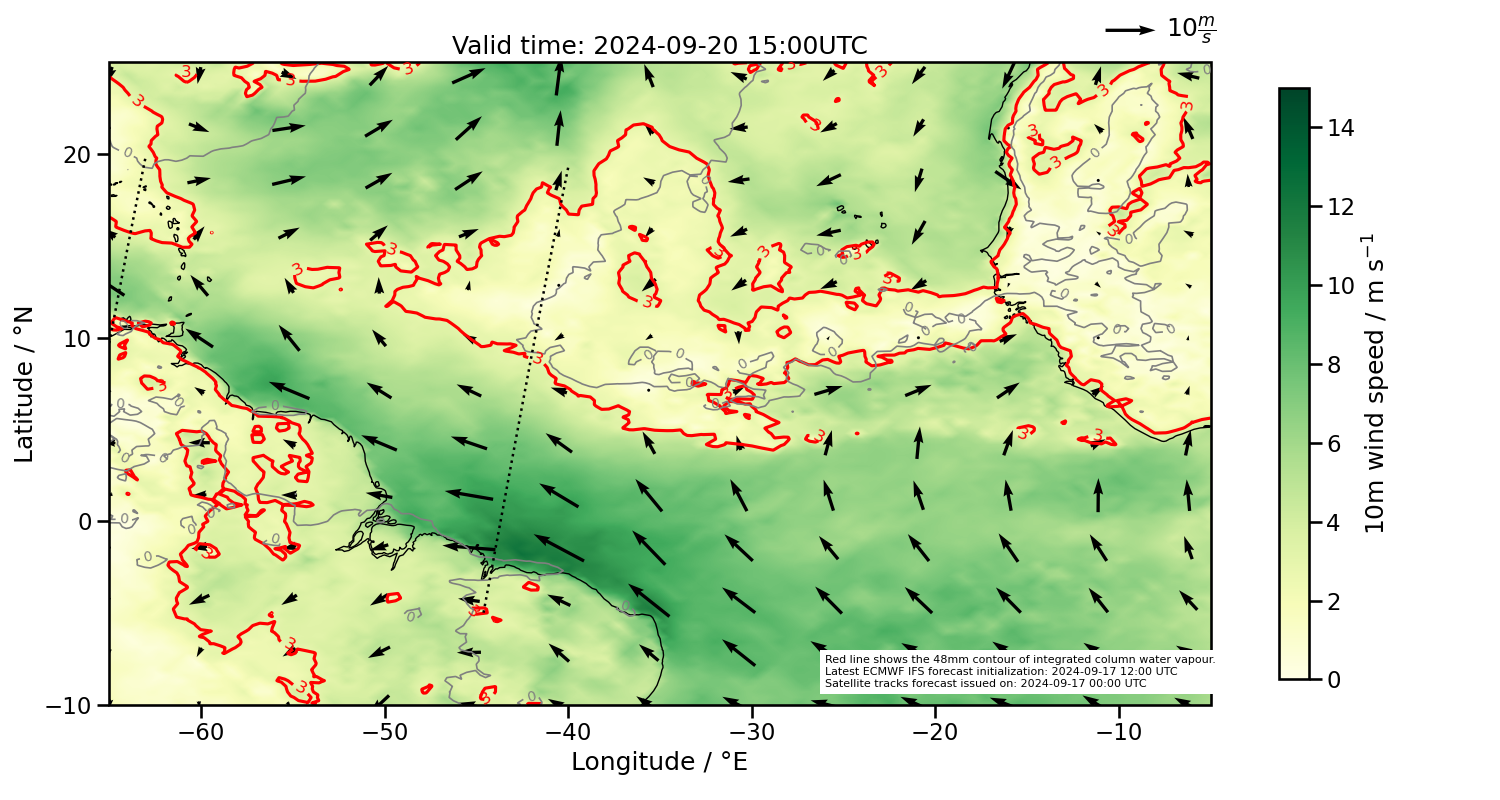 Valid time: 2024-09-20 15:00UTC
10 m/s
Latitude / °N
20
10
0
−10
−60
−50
−40
−30
−20
−10
Longitude / °E
Red line shows the 48mm contour of integrated column water vapour.
Latest ECMWF IFS forecast initialization: 2024-09-17 12:00 UTC
Satellite tracks forecast issued on: 2024-09-17 00:00 UTC
14
12
10
8
6
4
2
0
10m wind speed / m s⁻¹